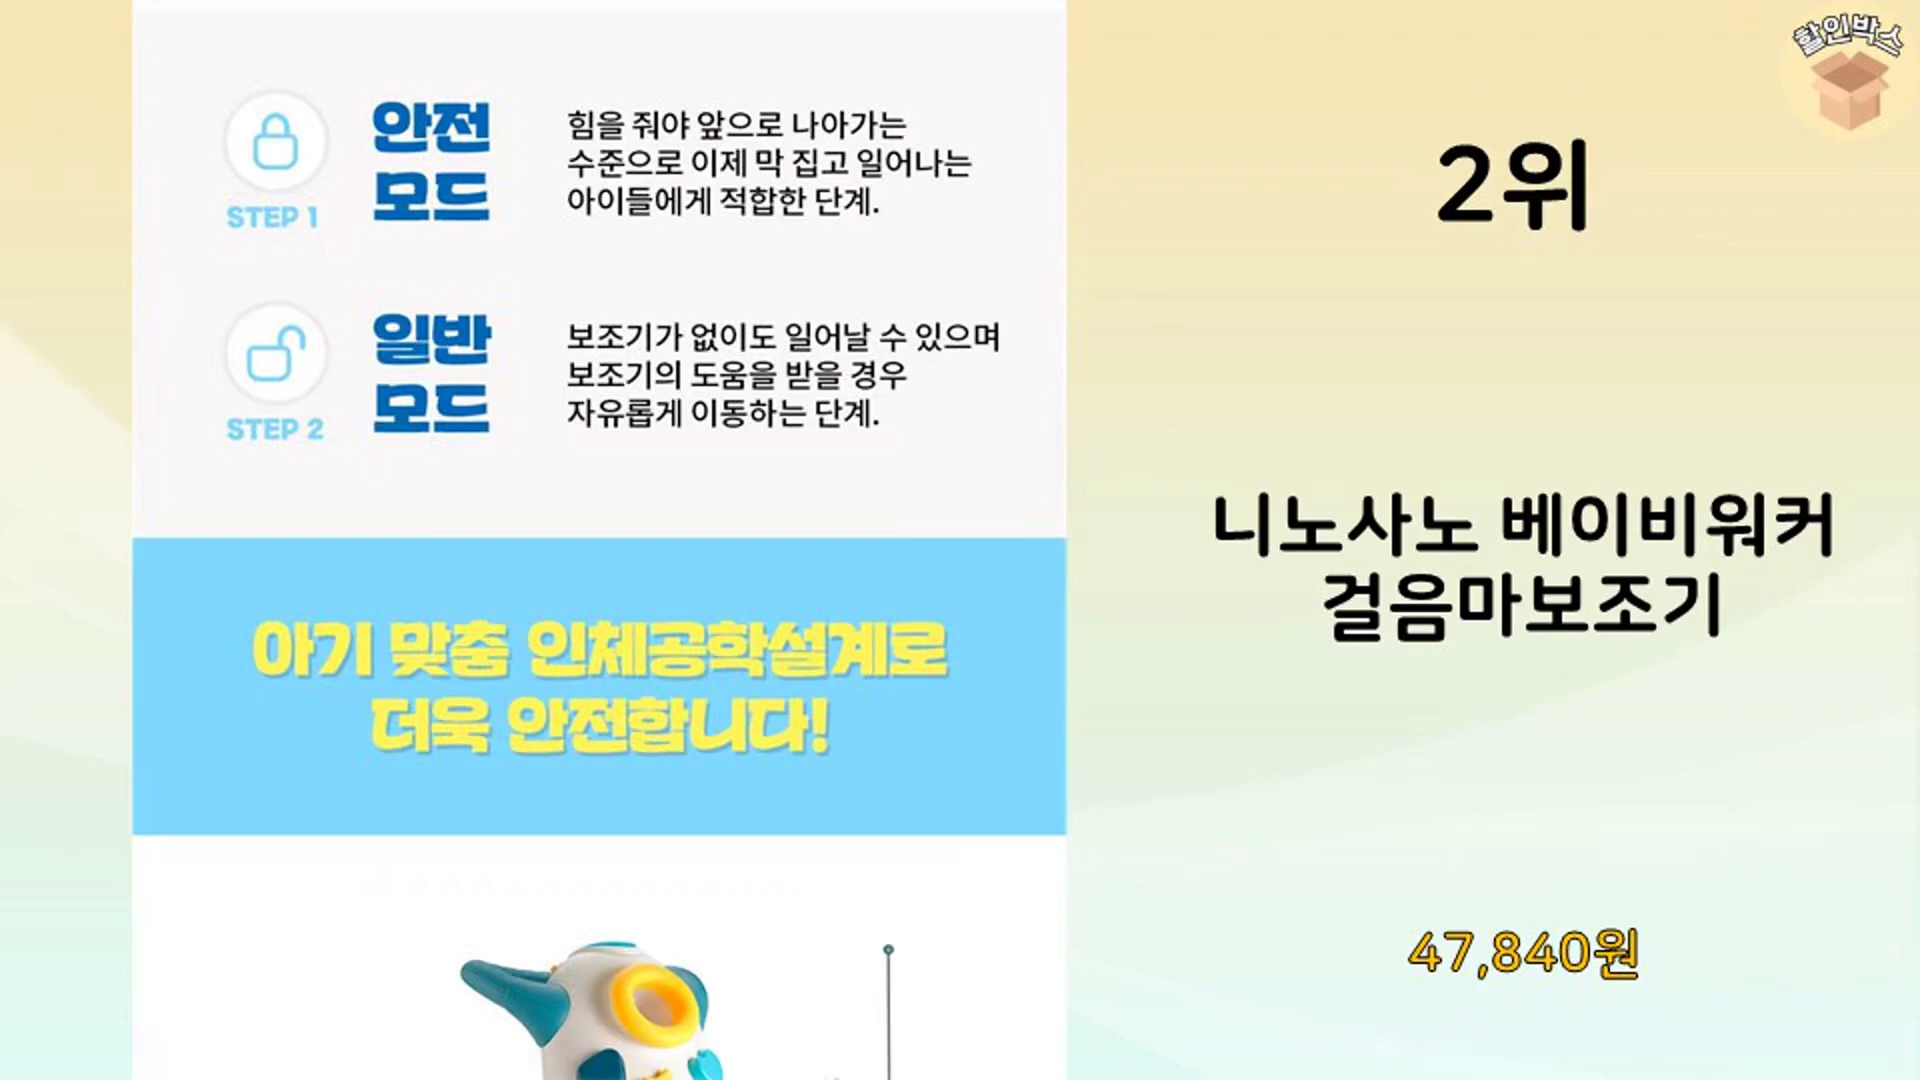 안전
모드
STEP 1
힘을 줘야 앞으로 나아가는
수준으로 이제 막 집고 일어나는
아이들에게 적합한 단계.
일반
모드
STEP 2
보조기가 없이도 일어날 수 있으며
보조기의 도움을 받을 경우
자유롭게 이동하는 단계.
아기 맞춤 인체공학설계로
더욱 안전합니다!
할인박스
2위
니노사노 베이비워커
걸음마보조기
47,840원